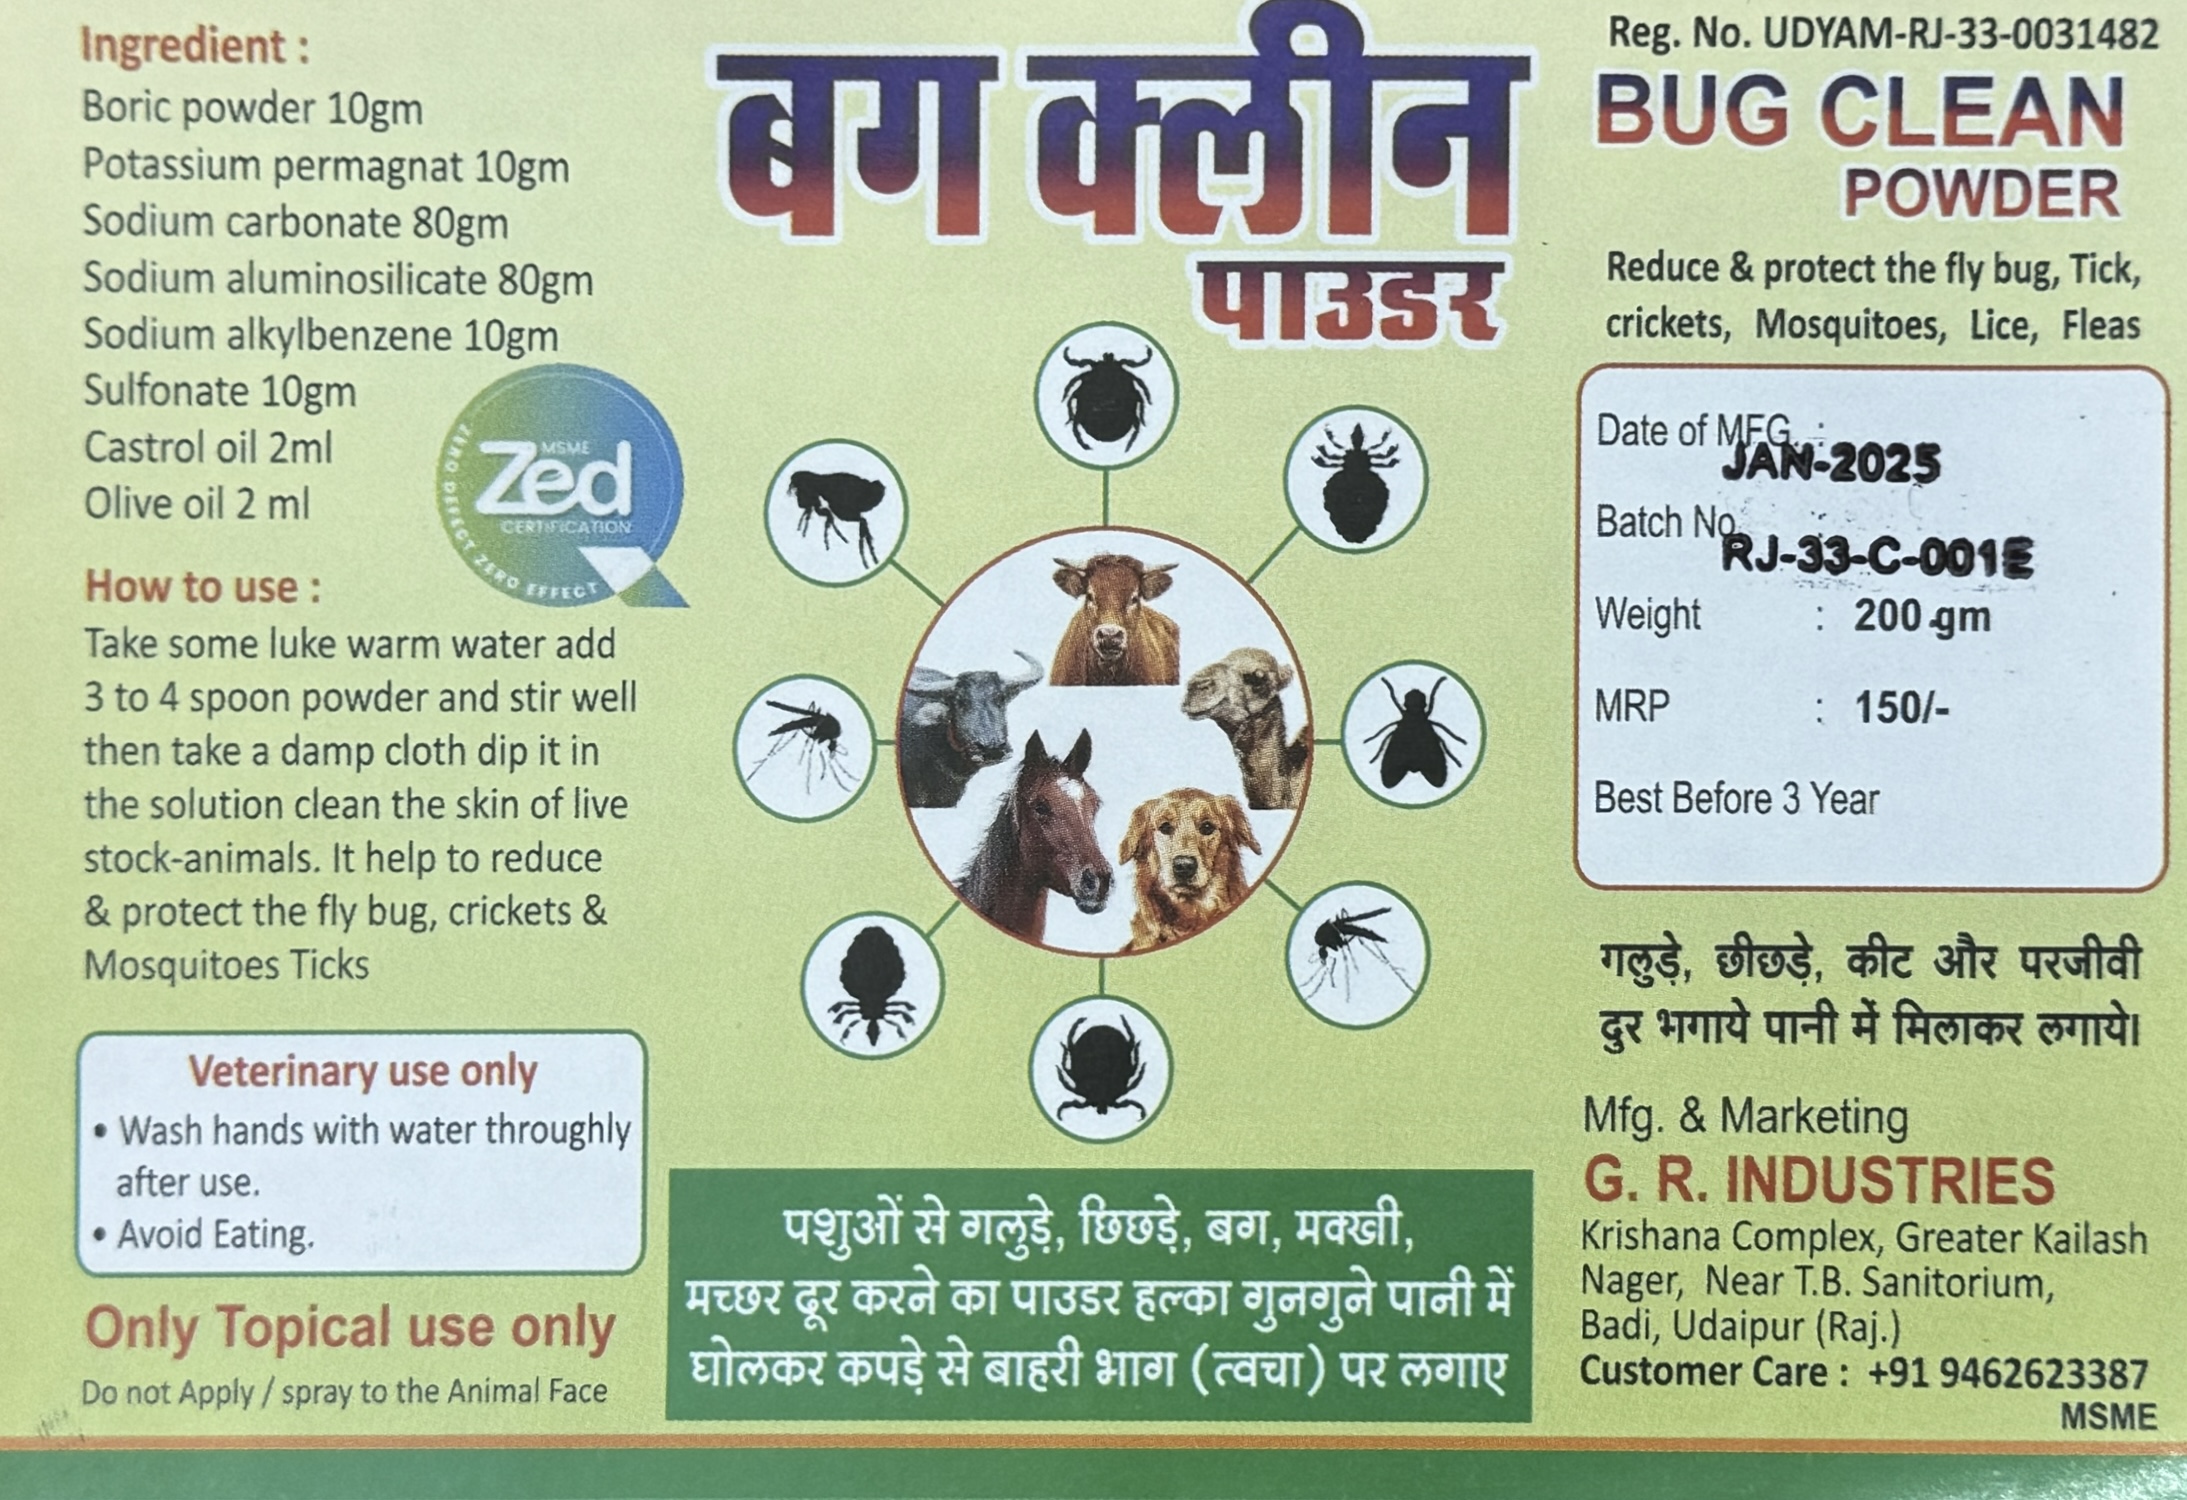 Ingredient :
Boric powder 10gm
Potassium permagnat 10gm
Sodium carbonate 80gm
Sodium aluminosilicate 80gm
Sodium alkylbenzene 10gm
Sulfonate 10gm
Castrol oil 2ml
Olive oil 2 ml
MSME
Zed
CERTIFICATION
ZERO DEFECT ZERO EFFECT
How to use :
Take some luke warm water add
3 to 4 spoon powder and stir well
then take a damp cloth dip it in
the solution clean the skin of live
stock-animals. It help to reduce
& protect the fly bug, crickets &
Mosquitoes Ticks
Veterinary use only
• Wash hands with water throughly
after use.
• Avoid Eating.
Only Topical use only
Do not Apply / spray to the Animal Face
बग क्लीन
पाउडर
पशुओं से गलुड़े, छिछड़े, बग, मक्खी,
मच्छर दूर करने का पाउडर हल्का गुनगुने पानी में
घोलकर कपड़े से बाहरी भाग (त्वचा) पर लगाए
Reg. No. UDYAM-RJ-33-0031482
BUG CLEAN
POWDER
Reduce & protect the fly bug, Tick,
crickets, Mosquitoes, Lice, Fleas
Date of MFG. :
JAN-2025
Batch No. :
RJ-33-C-001E
Weight : 200 gm
MRP : 150/-
Best Before 3 Year
गलुड़े, छीछड़े, कीट और परजीवी
दुर भगाये पानी में मिलाकर लगाये।
Mfg. & Marketing
G. R. INDUSTRIES
Krishana Complex, Greater Kailash
Nager, Near T.B. Sanitorium,
Badi, Udaipur (Raj.)
Customer Care : +91 9462623387
MSME